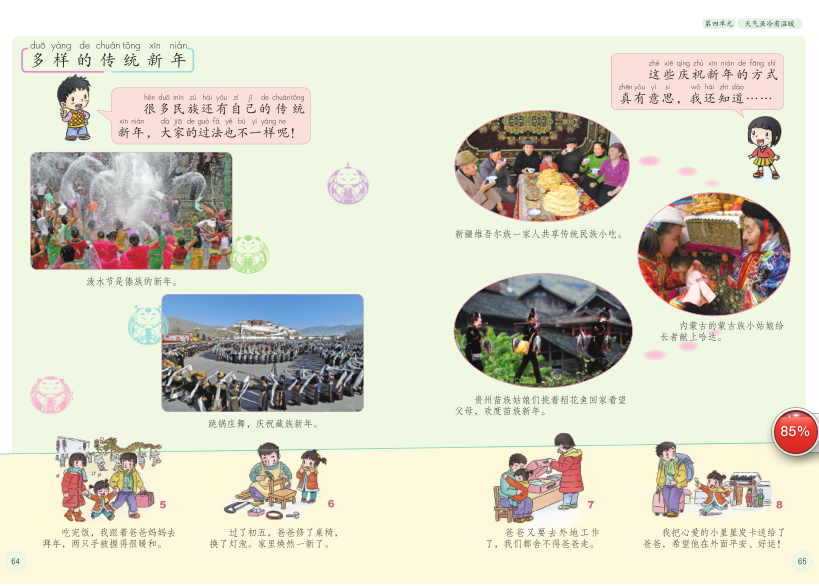 第四单元 天气虽冷有温暖
duō yàng de chuán tǒng xīn nián
多样的传统新年
hěn duō mín zú hái yǒu zì jǐ de chuán tǒng
很多民族还有自己的传统
xīn nián dà jiā de guò fǎ yě bù yí yàng ne
新年，大家的过法也不一样呢！
泼水节是傣族的新年。
跳锅庄舞，庆祝藏族新年。
zhè xiē qìng zhù xīn nián de fāng shì
这些庆祝新年的方式
zhēn yǒu yì si wǒ hái zhī dào
真有意思，我还知道……
新疆维吾尔族一家人共享传统民族小吃。
内蒙古的蒙古族小姑娘给
长者献上哈达。
贵州苗族姑娘们挑着稻花鱼回家看望
父母，欢度苗族新年。
85%
5
吃完饭，我跟着爸爸妈妈去
拜年，两只手被握得很暖和。
6
过了初五，爸爸修了桌椅，
换了灯泡。家里焕然一新了。
7
爸爸又要去外地工作
了，我们都舍不得爸爸走。
8
我把心爱的小星星发卡送给了
爸爸，希望他在外面平安、好运！
64
65